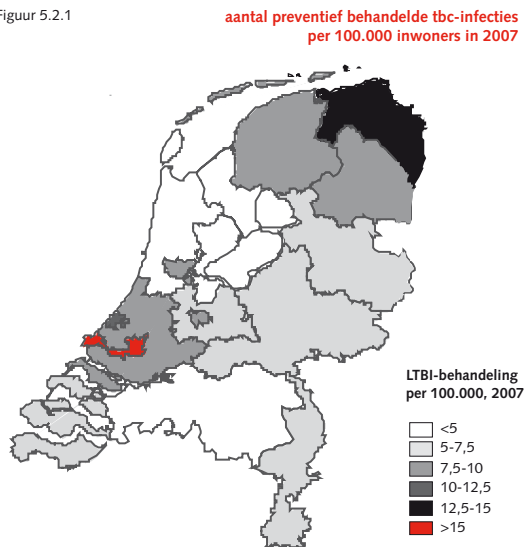 Figuur 5.2.1
aantal preventief behandelde tbc-infecties
per 100.000 inwoners in 2007
LTBI-behandeling
per 100.000, 2007
<5
5-7,5
7,5-10
10-12,5
12,5-15
>15